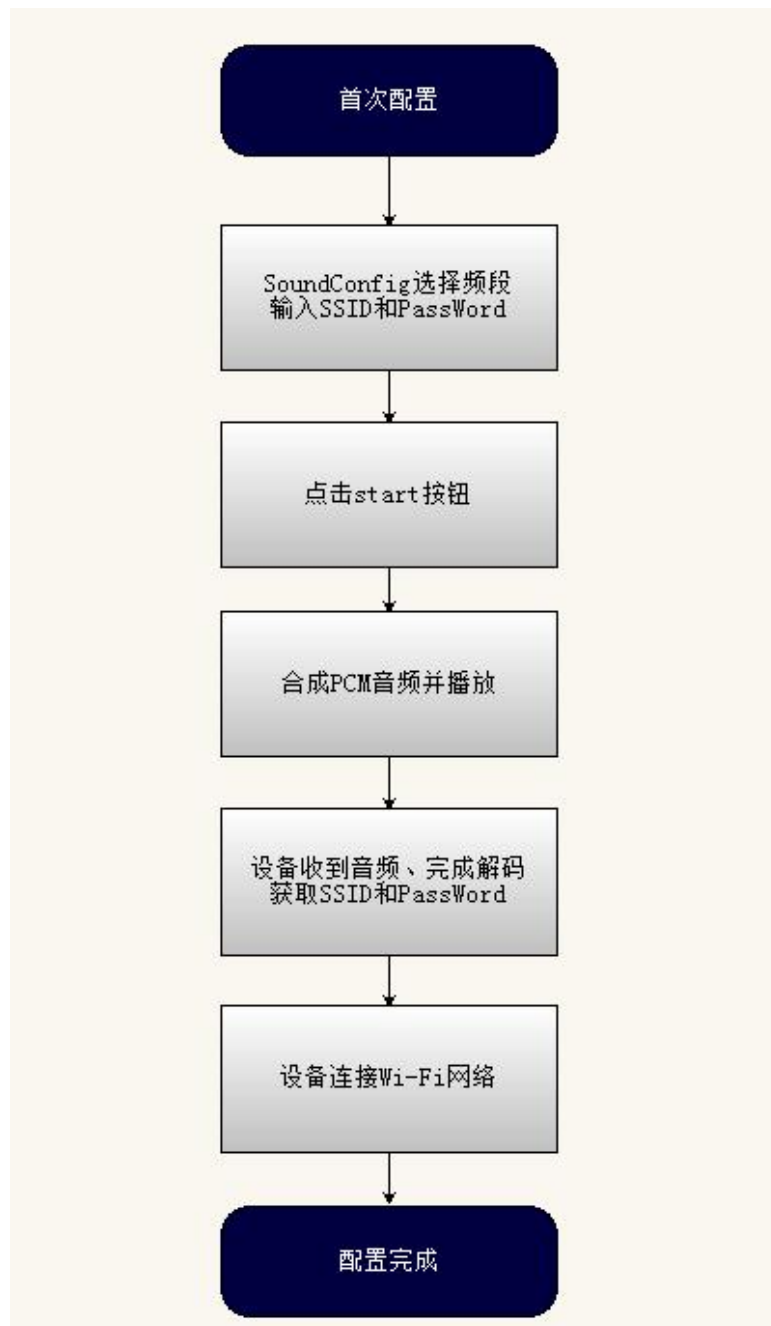 首次配置
SoundConfig选择频段
输入SSID和PassWord
点击start按钮
合成PCM音频并播放
设备收到音频、完成解码
获取SSID和PassWord
设备连接Wi-Fi网络
配置完成